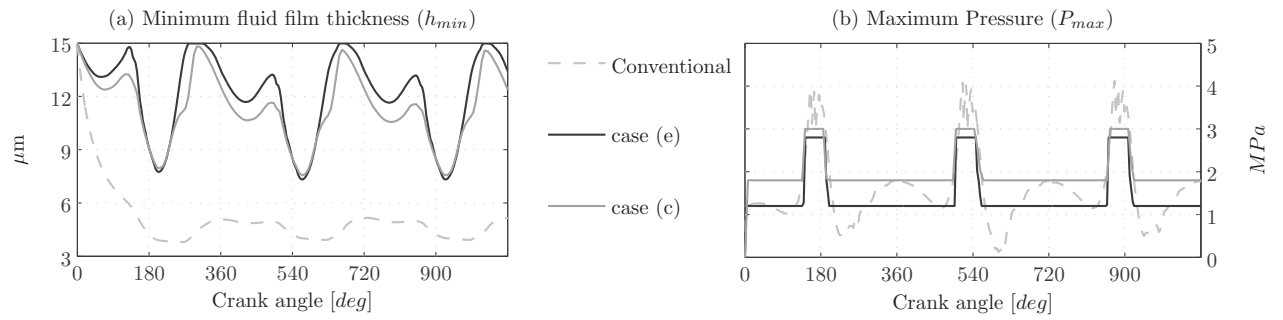 (a) Minimum fluid film thickness (h_min)
15
12
9
6
3
μm
0 180 360 540 720 900
Crank angle [deg]
Conventional
case (e)
case (c)
(b) Maximum Pressure (P_max)
5
4
3
2
1
0
MPa
0 180 360 540 720 900
Crank angle [deg]